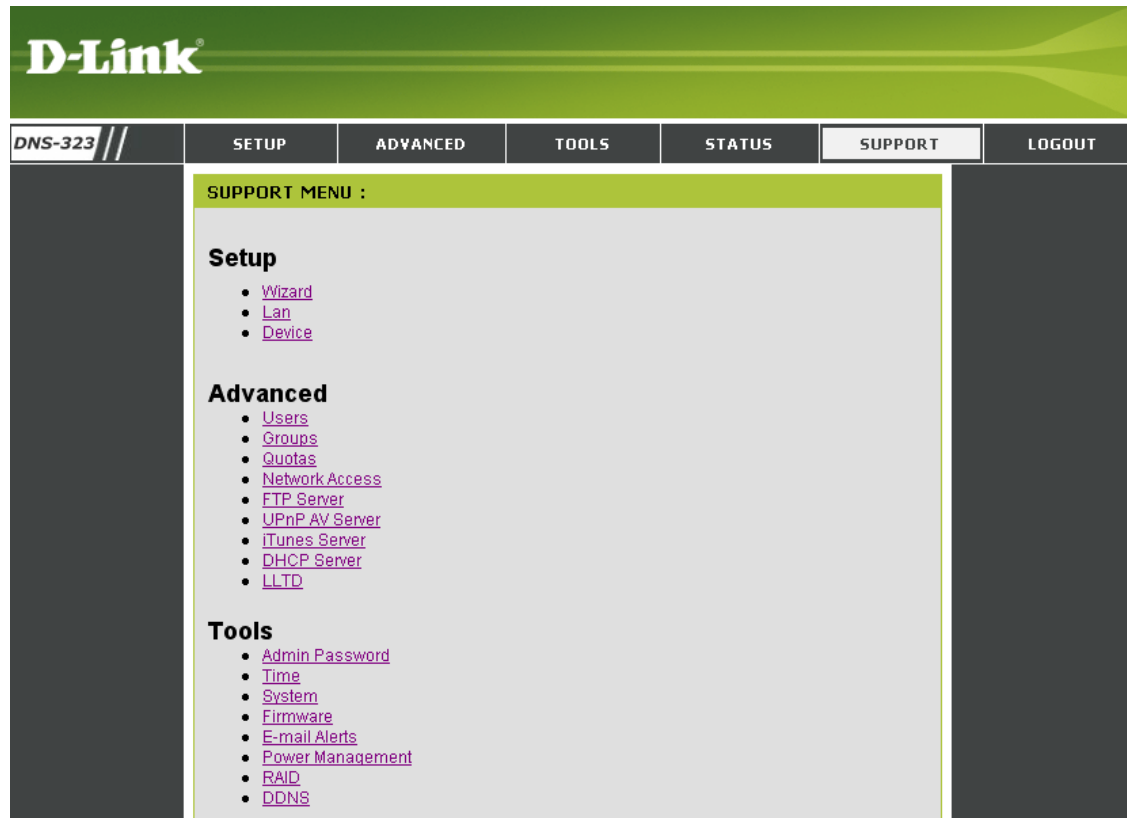 D-Link®
DNS-323 SETUP ADVANCED TOOLS STATUS SUPPORT LOGOUT
SUPPORT MENU :
Setup
Wizard
Lan
Device
Advanced
Users
Groups
Quotas
Network Access
FTP Server
UPnP AV Server
iTunes Server
DHCP Server
LLTD
Tools
Admin Password
Time
System
Firmware
E-mail Alerts
Power Management
RAID
DDNS